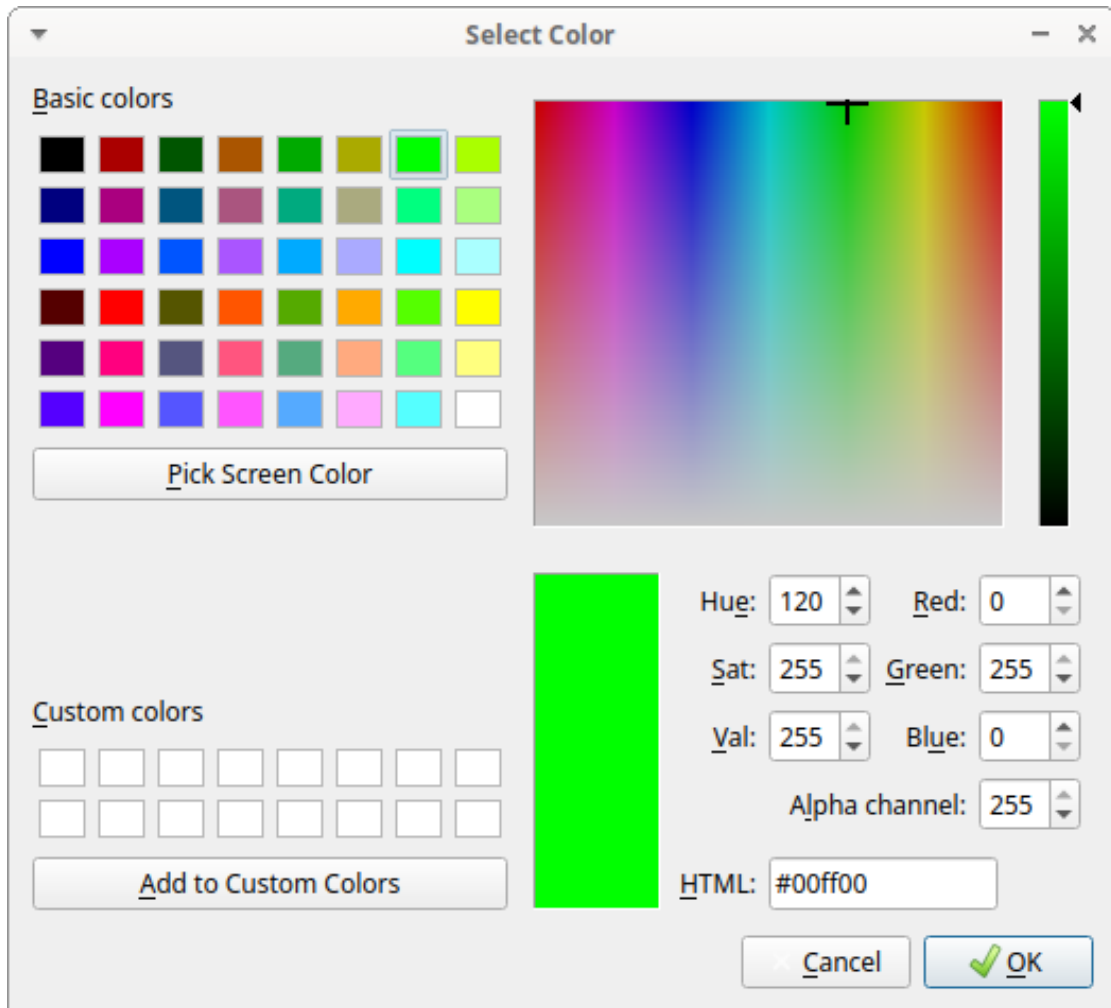 Select Color
Basic colors
Pick Screen Color
Hue: 120 Red: 0
Sat: 255 Green: 255
Val: 255 Blue: 0
Alpha channel: 255
HTML: #00ff00
Custom colors
Add to Custom Colors
Cancel OK